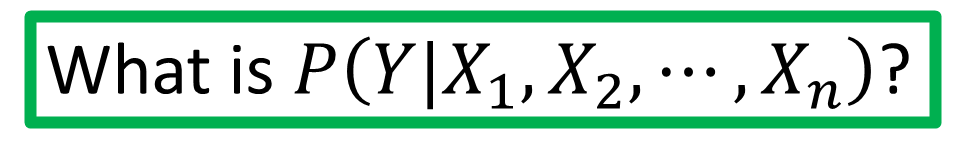 What is 𝑃(𝑌|𝑋₁, 𝑋₂, ⋯ , 𝑋ₙ)?